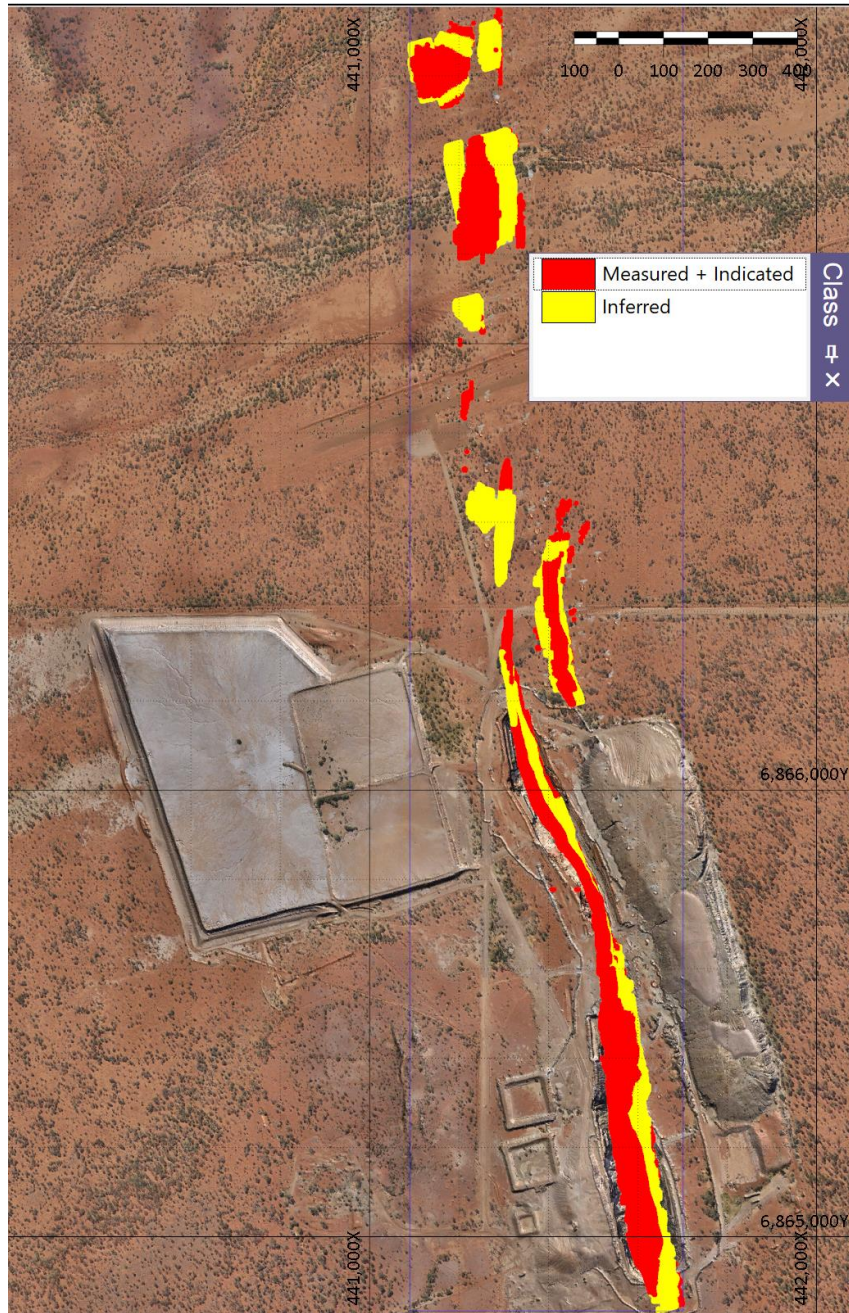 441,000X
442,000X
100 0 100 200 300 400
Measured + Indicated
Inferred
Class
6,866,000Y
6,865,000Y
441,000X
442,000X